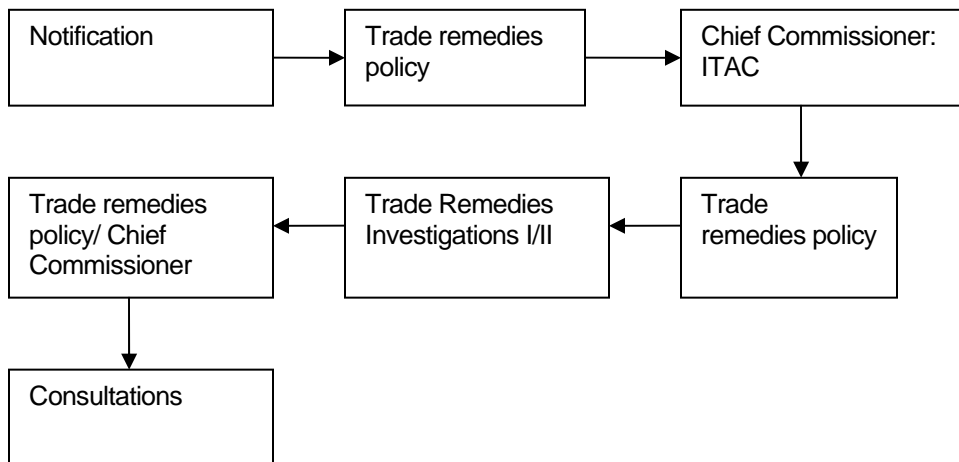 Notification
Trade remedies
policy
Chief Commissioner:
ITAC
Trade
remedies policy
Trade Remedies
Investigations I/II
Trade remedies
policy/ Chief
Commissioner
Consultations